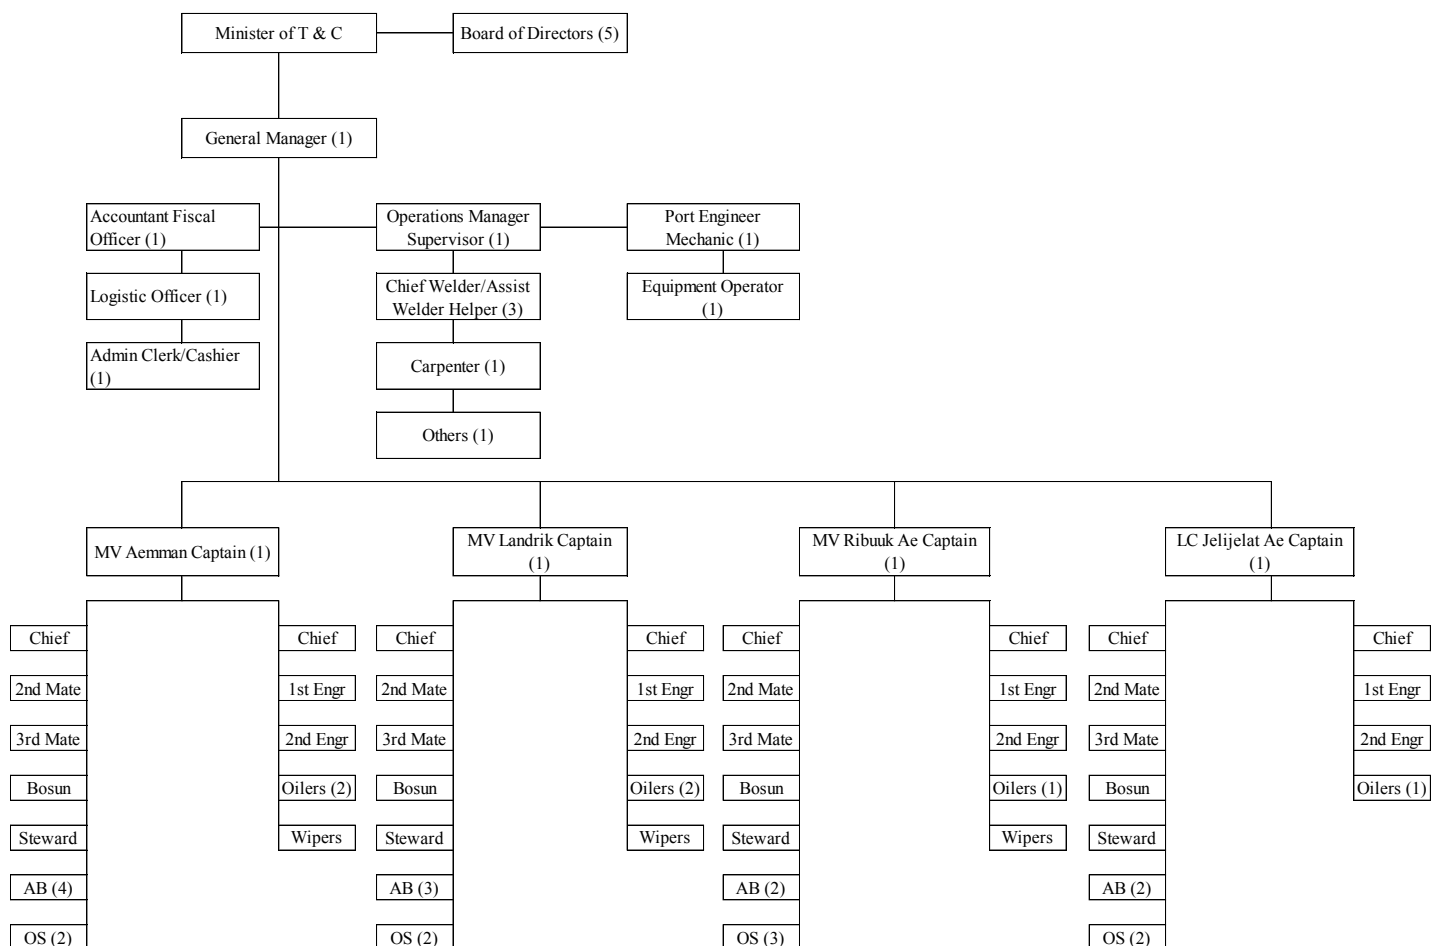 Minister of T & C
Board of Directors (5)
General Manager (1)
Accountant Fiscal
Officer (1)
Operations Manager
Supervisor (1)
Port Engineer
Mechanic (1)
Logistic Officer (1)
Chief Welder/Assist
Welder Helper (3)
Equipment Operator
(1)
Admin Clerk/Cashier
(1)
Carpenter (1)
Others (1)
MV Aemman Captain (1)
MV Landrik Captain
(1)
MV Ribuuk Ae Captain
(1)
LC Jelijelat Ae Captain
(1)
Chief
2nd Mate
3rd Mate
Bosun
Steward
AB (4)
OS (2)
Chief
1st Engr
2nd Engr
Oilers (2)
Wipers
Chief
2nd Mate
3rd Mate
Bosun
Steward
AB (3)
OS (2)
Chief
1st Engr
2nd Engr
Oilers (2)
Wipers
Chief
2nd Mate
3rd Mate
Bosun
Steward
AB (2)
OS (3)
Chief
1st Engr
2nd Engr
Oilers (1)
Wipers
Chief
2nd Mate
3rd Mate
Bosun
Steward
AB (2)
OS (2)
Chief
1st Engr
2nd Engr
Oilers (1)